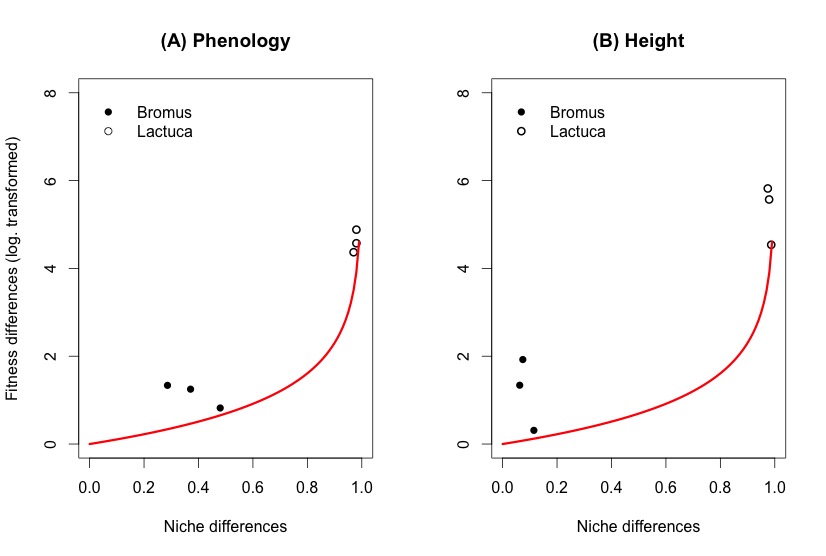 (A) Phenology
Fitness differences (log. transformed)
8
6
4
2
0
Bromus
Lactuca
0.0 0.2 0.4 0.6 0.8 1.0
Niche differences
(B) Height
8
6
4
2
0
Bromus
Lactuca
0.0 0.2 0.4 0.6 0.8 1.0
Niche differences